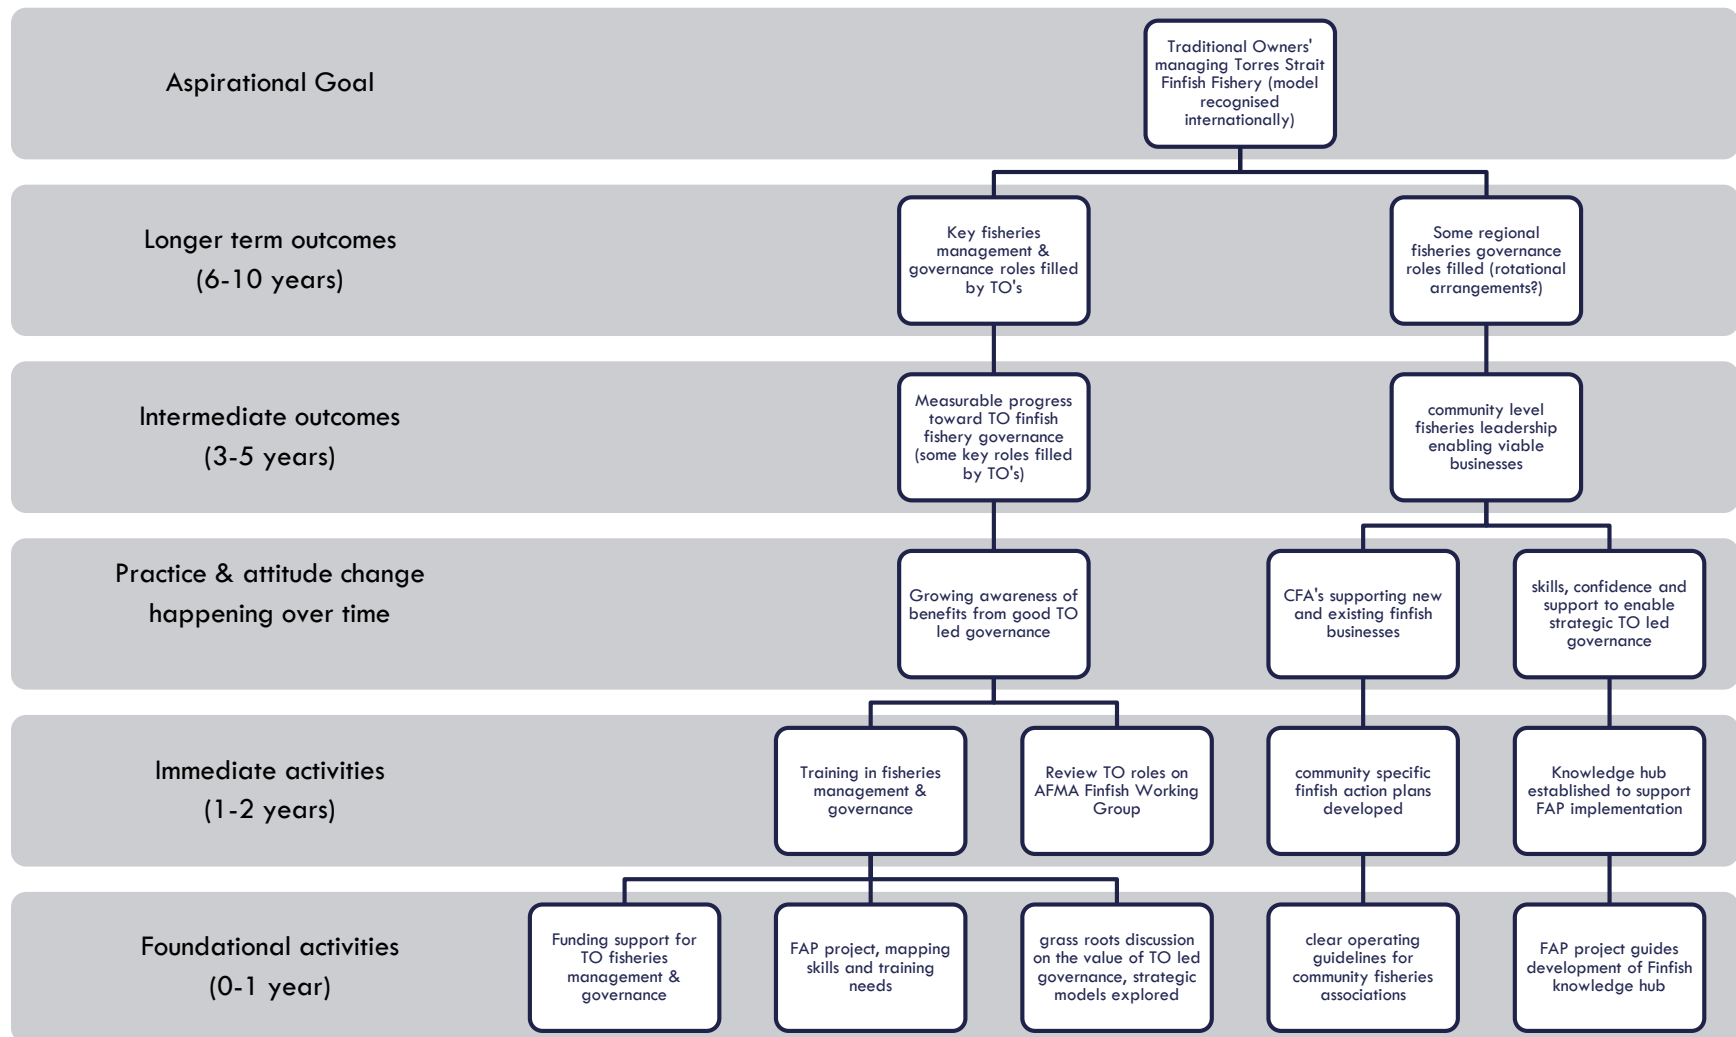 Aspirational Goal
Traditional Owners'
managing Torres Strait
Finfish Fishery (model
recognised
internationally)
Longer term outcomes
(6-10 years)
Key fisheries
management &
governance roles filled
by TO's
Some regional
fisheries governance
roles filled (rotational
arrangements?)
Intermediate outcomes
(3-5 years)
Measurable progress
toward TO finfish
fishery governance
(some key roles filled
by TO's)
community level
fisheries leadership
enabling viable
businesses
Practice & attitude change
happening over time
Growing awareness of
benefits from good TO
led governance
CFA's supporting new
and existing finfish
businesses
skills, confidence and
support to enable
strategic TO led
governance
Immediate activities
(1-2 years)
Training in fisheries
management &
governance
Review TO roles on
AFMA Finfish Working
Group
community specific
finfish action plans
developed
Knowledge hub
established to support
FAP implementation
Foundational activities
(0-1 year)
Funding support for
TO fisheries
management &
governance
FAP project, mapping
skills and training
needs
grass roots discussion
on the value of TO led
governance, strategic
models explored
clear operating
guidelines for
community fisheries
associations
FAP project guides
development of Finfish
knowledge hub